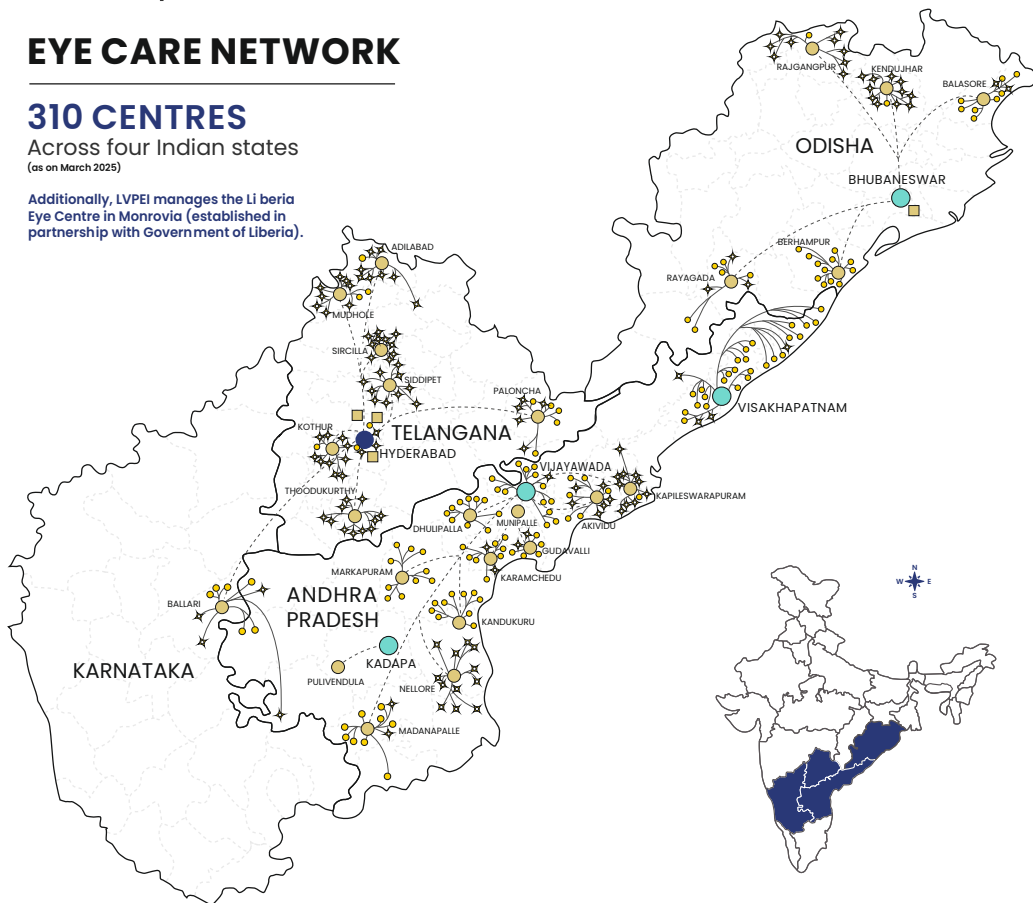 EYE CARE NETWORK
310 CENTRES
Across four Indian states
(as on March 2025)
Additionally, LVPEI manages the Li beria
Eye Centre in Monrovia (established in
partnership with Government of Liberia).
RAJGANGPUR
KENDUJHAR
BALASORE
ODISHA
BHUBANESWAR
BERHAMPUR
RAYAGADA
ADILABAD
MUDHOLE
SIRCILLA
SIDDIPET
PALONCHA
KOTHUR
TELANGANA
HYDERABAD
THOODUKURTHY
VISAKHAPATNAM
VIJAYAWADA
KAPILESWARAPURAM
AKIVIDU
MUNIPALLE
DHULIPALLA
GUDAVALLI
KARAMCHEDU
MARKAPURAM
ANDHRA
PRADESH
KANDUKURU
BALLARI
KARNATAKA
KADAPA
PULIVENDULA
NELLORE
MADANAPALLE
N
W E
S